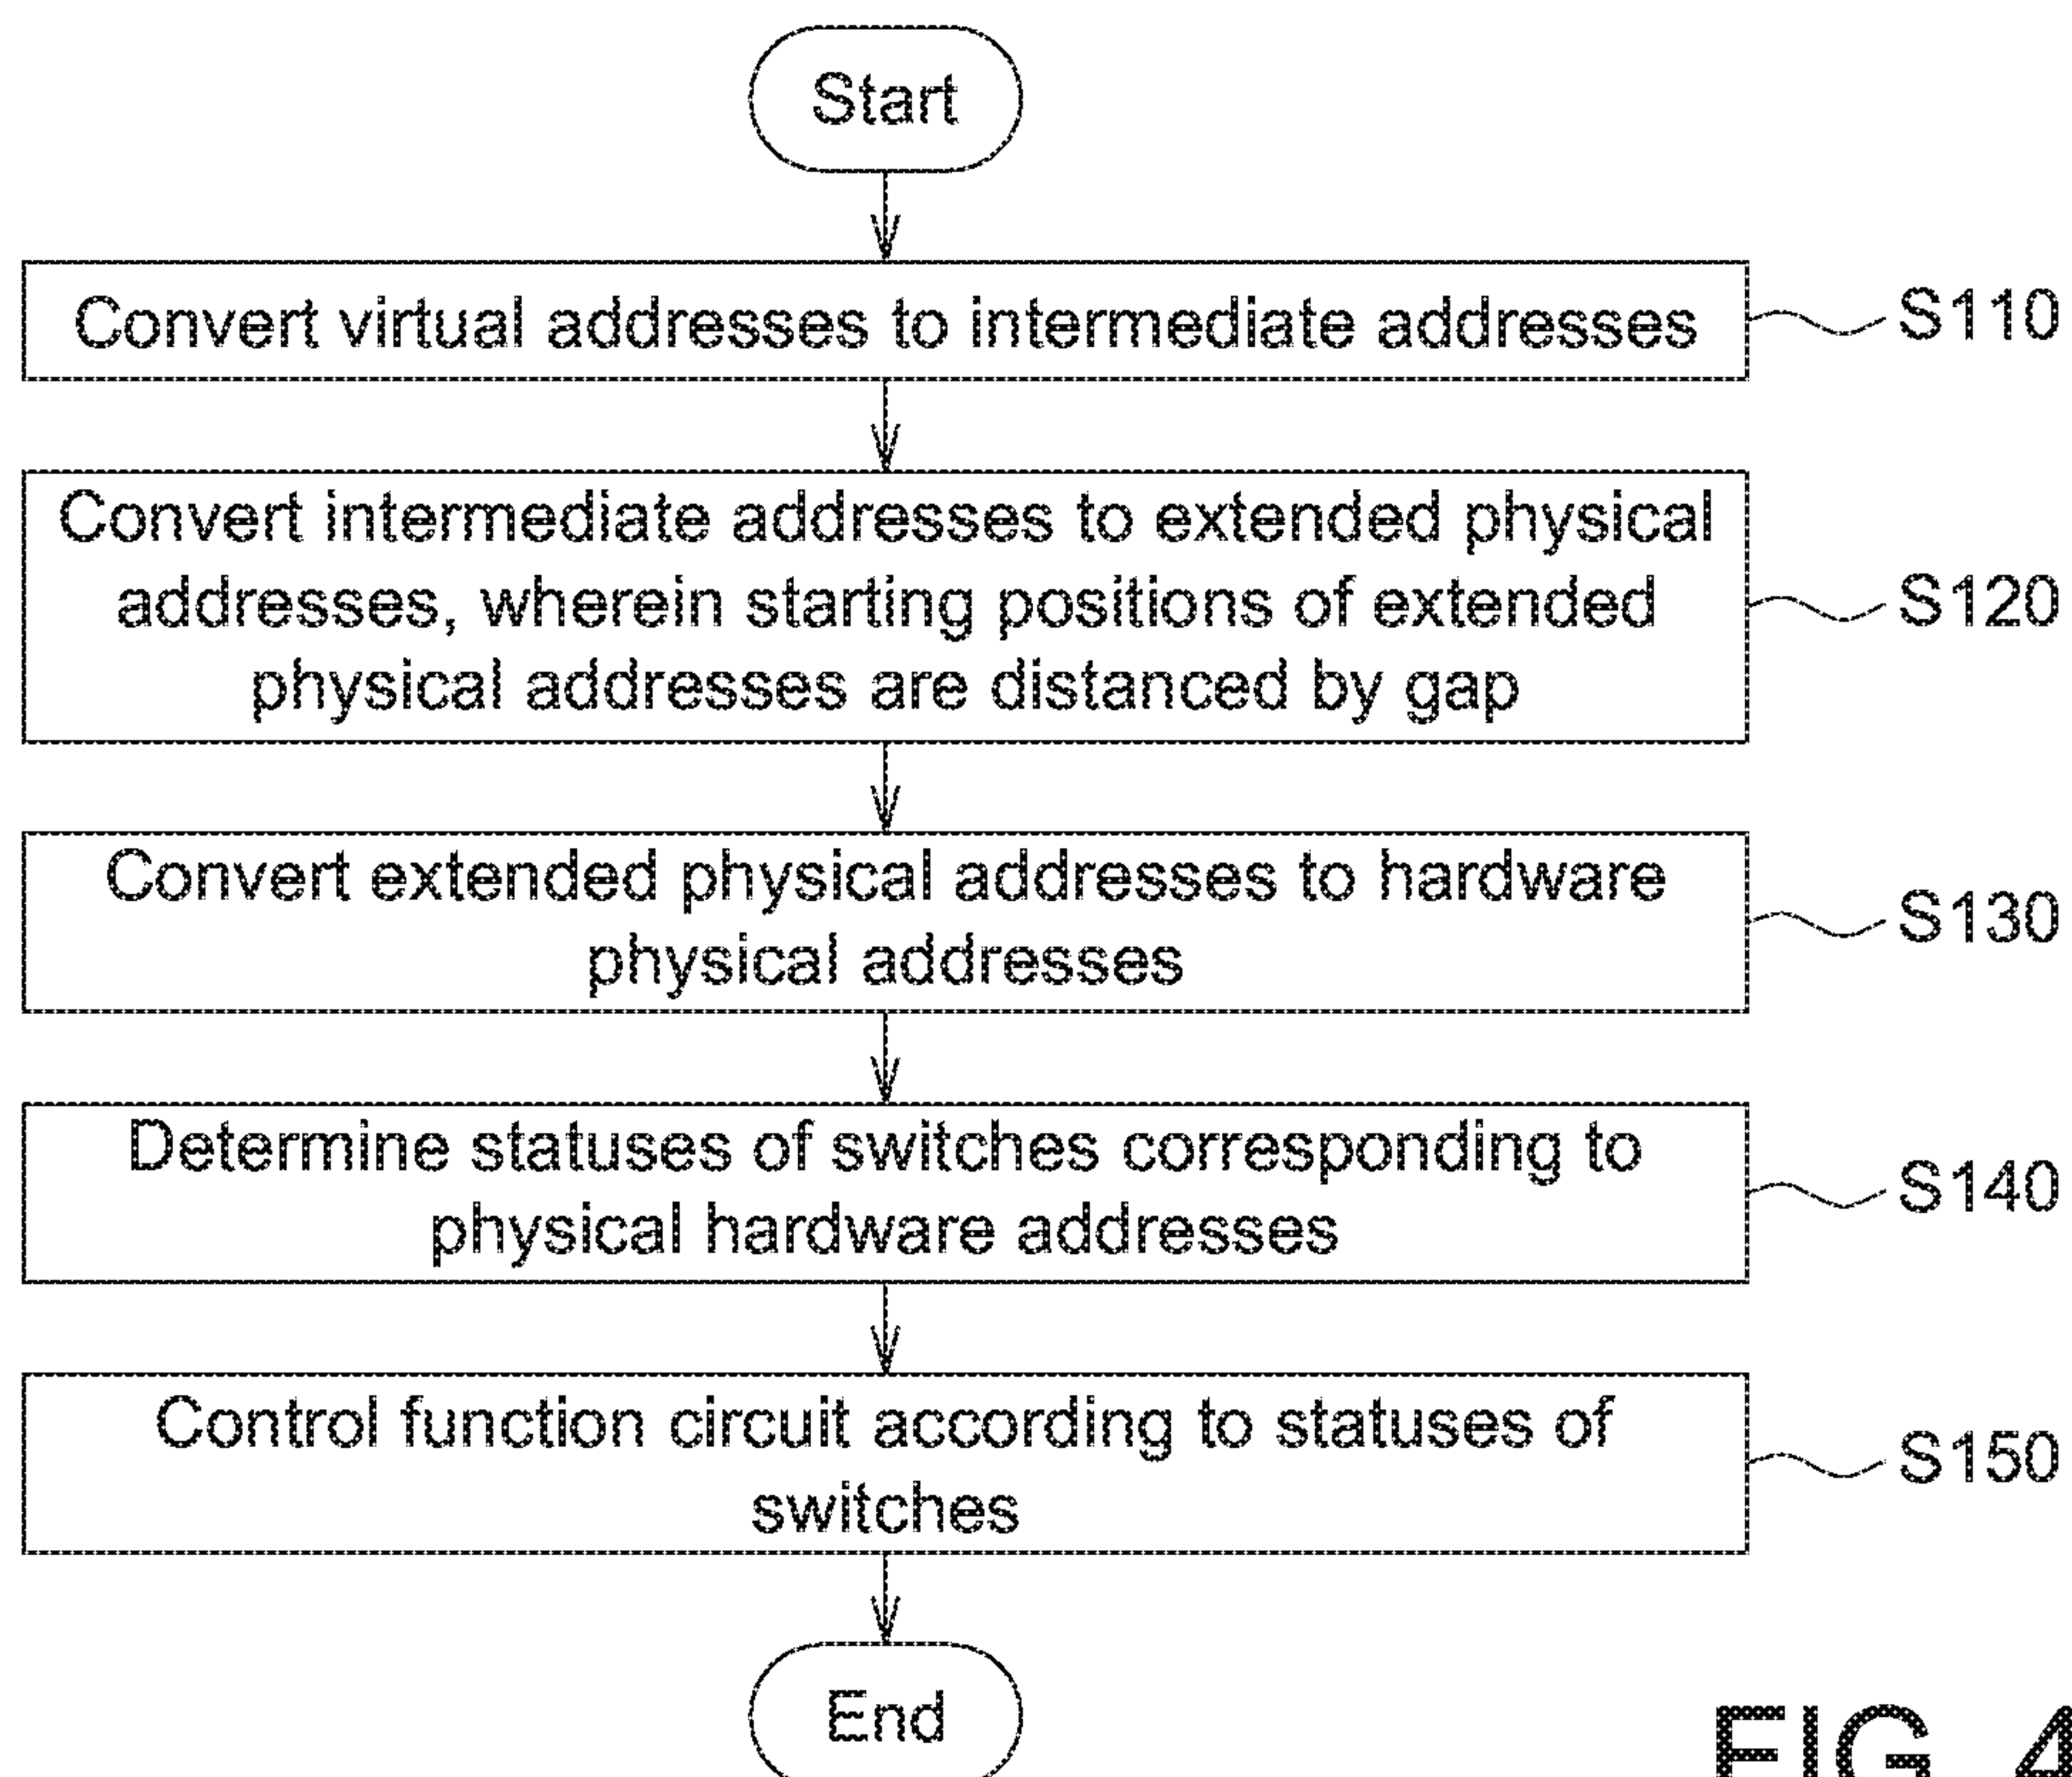 Start
Convert virtual addresses to intermediate addresses
S110
Convert intermediate addresses to extended physical
addresses, wherein starting positions of extended
physical addresses are distanced by gap
S120
Convert extended physical addresses to hardware
physical addresses
S130
Determine statuses of switches corresponding to
physical hardware addresses
S140
Control function circuit according to statuses of
switches
S150
End
FIG. 4